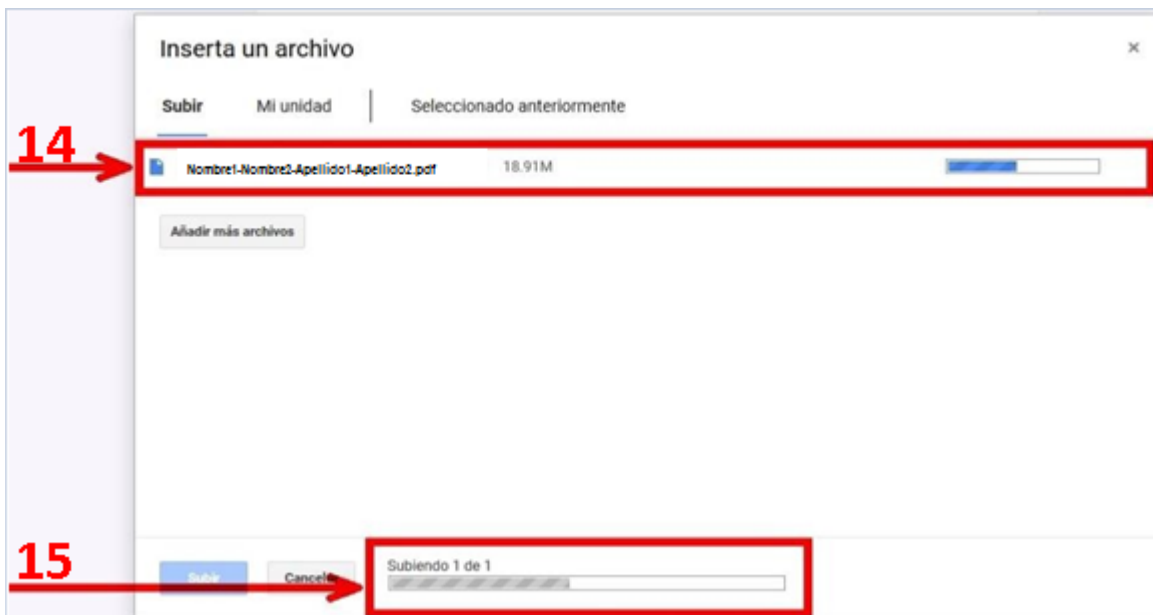 Inserta un archivo ×
Subir Mi unidad Seleccionado anteriormente
14
Nombre1-Nombre2-Apellido1-Apellido2.pdf 18.91M
Añadir más archivos
15
Subir Cancelar Subiendo 1 de 1